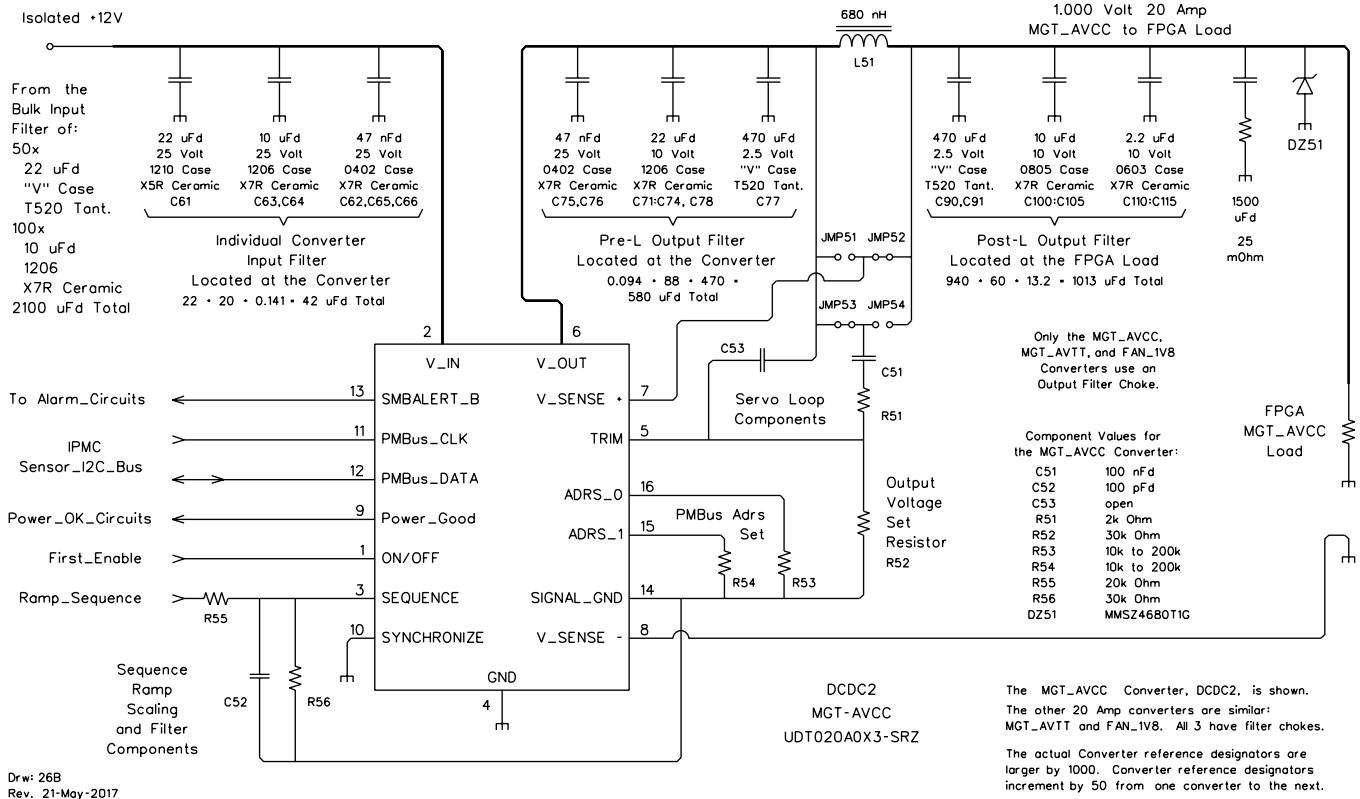 Isolated +12V
From the
Bulk Input
Filter of:
50x
22 uFd
"V" Case
T520 Tant.
100x
10 uFd
1206
X7R Ceramic
2100 uFd Total
22 uFd
25 Volt
1210 Case
X5R Ceramic
C61
10 uFd
25 Volt
1206 Case
X7R Ceramic
C63,C64
47 nFd
25 Volt
0402 Case
X7R Ceramic
C62,C65,C66
Individual Converter
Input Filter
Located at the Converter
22 + 20 + 0.141 = 42 uFd Total
47 nFd
25 Volt
0402 Case
X7R Ceramic
C75,C76
22 uFd
10 Volt
1206 Case
X7R Ceramic
C71:C74, C78
470 uFd
2.5 Volt
"V" Case
T520 Tant.
C77
Pre-L Output Filter
Located at the Converter
0.094 + 88 + 470 =
580 uFd Total
680 nH
L51
1.000 Volt 20 Amp
MGT_AVCC to FPGA Load
470 uFd
2.5 Volt
"V" Case
T520 Tant.
C90,C91
10 uFd
10 Volt
0805 Case
X7R Ceramic
C100:C105
2.2 uFd
10 Volt
0603 Case
X7R Ceramic
C110:C115
Post-L Output Filter
Located at the FPGA Load
940 + 60 + 13.2 = 1013 uFd Total
1500
uFd
25
mOhm
DZ51
JMP51 JMP52
JMP53 JMP54
C53
C51
R51
Servo Loop
Components
Only the MGT_AVCC,
MGT_AVTT, and FAN_1V8
Converters use an
Output Filter Choke.
FPGA
MGT_AVCC
Load
2
6
V_IN
V_OUT
To Alarm_Circuits
13
SMBALERT_B
V_SENSE +
7
IPMC
Sensor_I2C_Bus
11
PMBus_CLK
TRIM
5
12
PMBus_DATA
ADRS_0
16
Power_OK_Circuits
9
Power_Good
ADRS_1
15
PMBus Adrs
Set
R54
R53
Output
Voltage
Set
Resistor
R52
First_Enable
1
ON/OFF
Ramp_Sequence
R55
3
SEQUENCE
SIGNAL_GND
14
10
SYNCHRONIZE
V_SENSE -
8
GND
4
Sequence
Ramp
Scaling
and Filter
Components
C52
R56
Component Values for
the MGT_AVCC Converter:
C51 100 nFd
C52 100 pFd
C53 open
R51 2k Ohm
R52 30k Ohm
R53 10k to 200k
R54 10k to 200k
R55 20k Ohm
R56 30k Ohm
DZ51 MMSZ4680T1G
DCDC2
MGT-AVCC
UDT020A0X3-SRZ
The MGT_AVCC Converter, DCDC2, is shown.
The other 20 Amp converters are similar:
MGT_AVTT and FAN_1V8. All 3 have filter chokes.
The actual Converter reference designators are
larger by 1000. Converter reference designators
increment by 50 from one converter to the next.
Drw: 26B
Rev. 21-May-2017